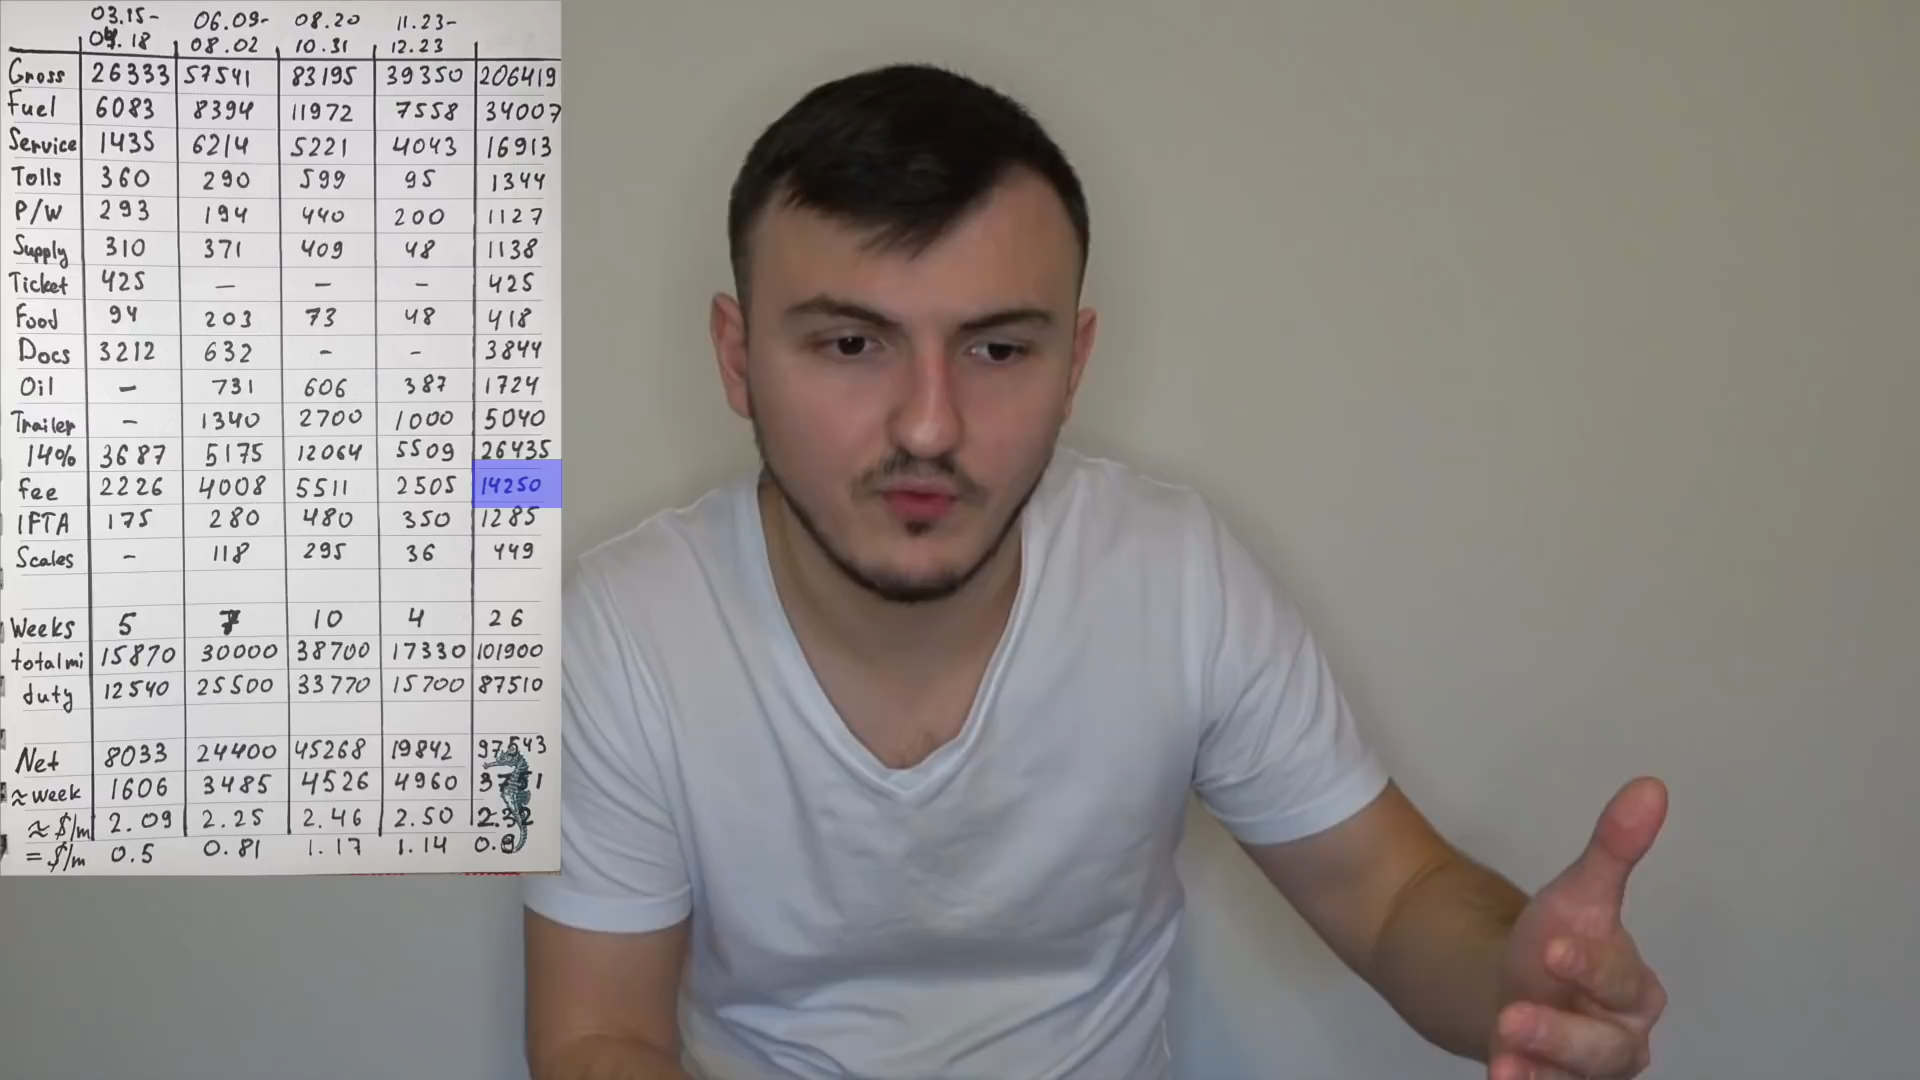 03.15- 06.09- 08.20 11.23-
04.18 08.02 10.31 12.23
Gross 26333 57541 83195 39350 206419
Fuel 6083 8394 11972 7558 34007
Service 1435 6214 5221 4043 16913
Tolls 360 290 599 95 1344
P/W 293 194 440 200 1127
Supply 310 371 409 48 1138
Ticket 425 – – – 425
Food 94 203 73 48 418
Docs 3212 632 - - 3844
Oil – 731 606 387 1724
Trailer – 1340 2700 1000 5040
14% 3687 5175 12064 5509 26435
fee 2226 4008 5511 2505 14250
IFTA 175 280 480 350 1285
Scales – 118 295 36 449
Weeks 5 7 10 4 26
total mi 15870 30000 38700 17330 101900
duty 12540 25500 33770 15700 87510
Net 8033 24400 45268 19842 97543
≈ week 1606 3485 4526 4960 3751
≈ $/m 2.09 2.25 2.46 2.50 2.32
= $/m 0.5 0.81 1.17 1.14